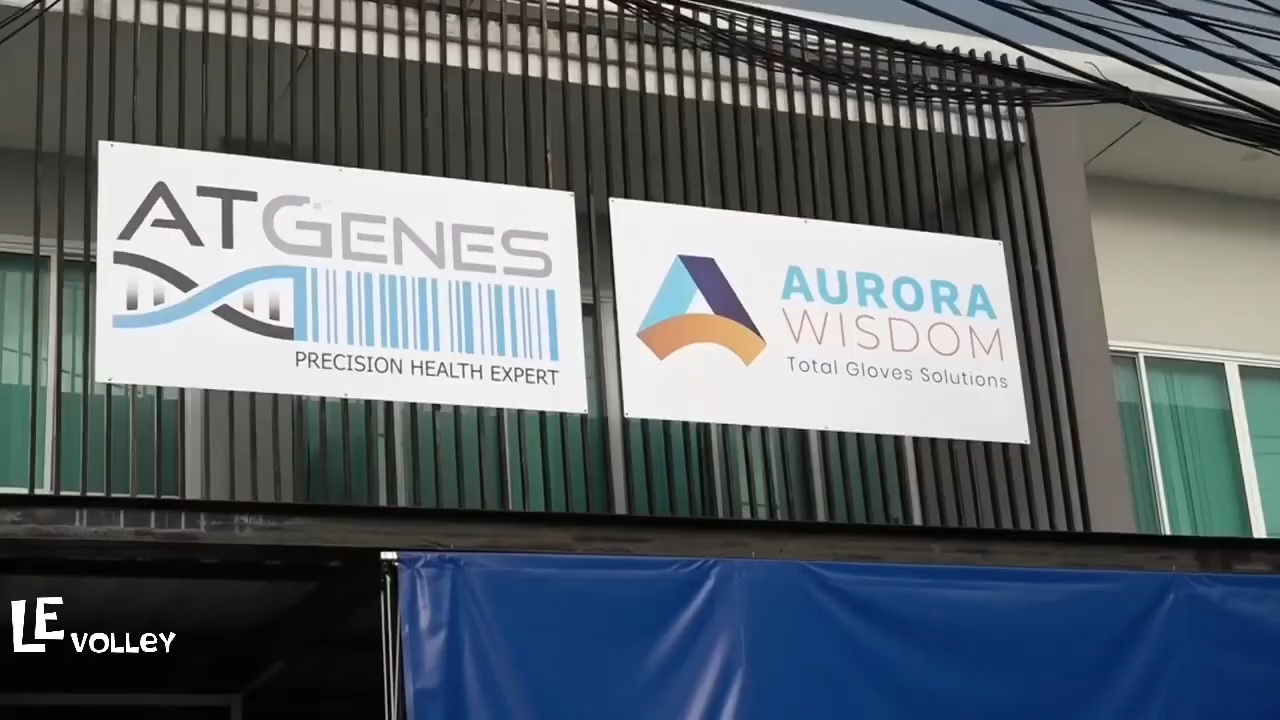 ATGENES
PRECISION HEALTH EXPERT
AURORA
WISDOM
Total Gloves Solutions
LE VOLLEY